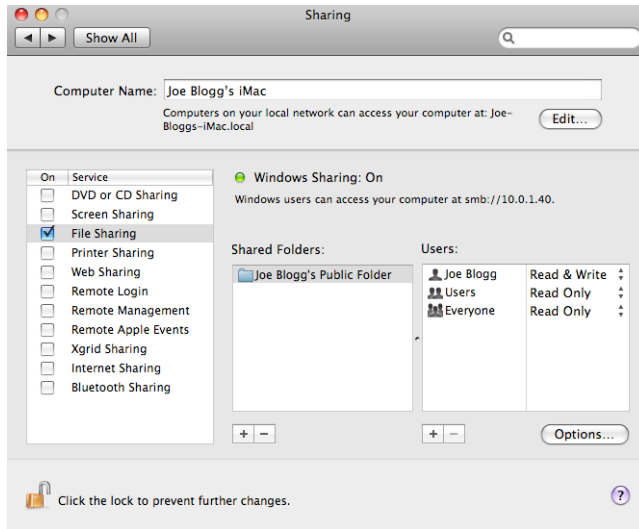 Sharing
Show All
Computer Name: Joe Blogg's iMac
Computers on your local network can access your computer at: Joe-
Bloggs-iMac.local
Edit...
On Service
DVD or CD Sharing
Screen Sharing
File Sharing
Printer Sharing
Web Sharing
Remote Login
Remote Management
Remote Apple Events
Xgrid Sharing
Internet Sharing
Bluetooth Sharing
Windows Sharing: On
Windows users can access your computer at smb://10.0.1.40.
Shared Folders:
Joe Blogg's Public Folder
Users:
Joe Blogg Read & Write
Users Read Only
Everyone Read Only
+ −
+ −
Options...
Click the lock to prevent further changes.
?